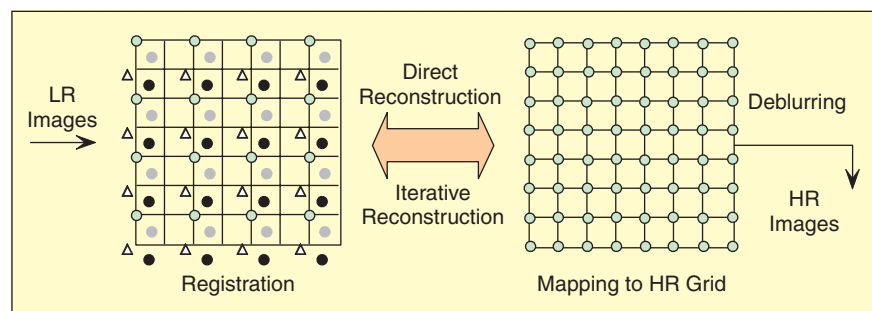 LR
Images
Registration
Direct
Reconstruction
Iterative
Reconstruction
Mapping to HR Grid
Deblurring
HR
Images